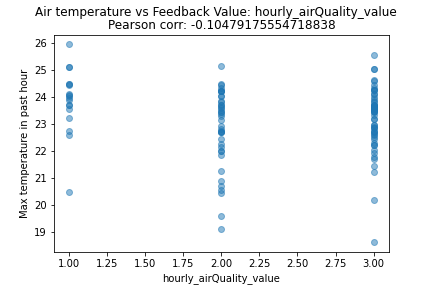 Air temperature vs Feedback Value: hourly_airQuality_value
Pearson corr: -0.10479175554718838
26
25
24
23
22
21
20
19
Max temperature in past hour
1.00 1.25 1.50 1.75 2.00 2.25 2.50 2.75 3.00
hourly_airQuality_value